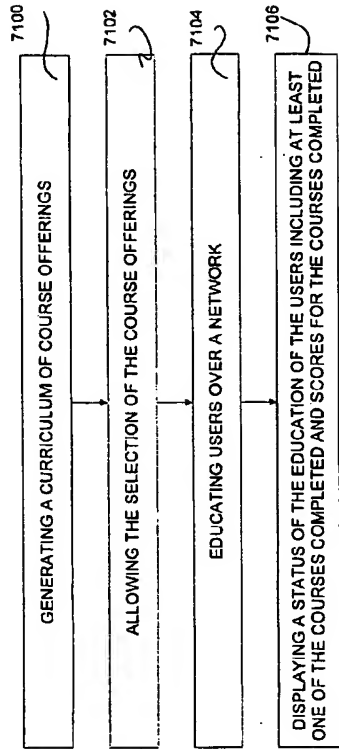 7100
GENERATING A CURRICULUM OF COURSE OFFERINGS
7102
ALLOWING THE SELECTION OF THE COURSE OFFERINGS
7104
EDUCATING USERS OVER A NETWORK
7106
DISPLAYING A STATUS OF THE EDUCATION OF THE USERS INCLUDING AT LEAST
ONE OF THE COURSES COMPLETED AND SCORES FOR THE COURSES COMPLETED